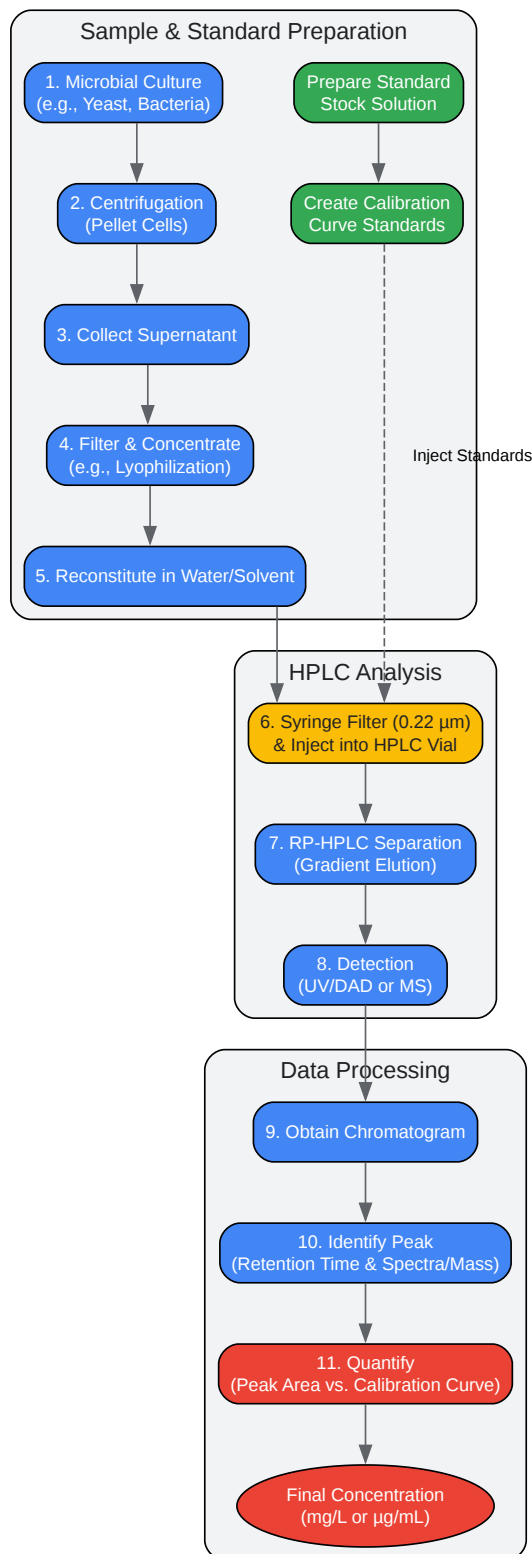 Sample & Standard Preparation
1. Microbial Culture
(e.g., Yeast, Bacteria)
Prepare Standard
Stock Solution
2. Centrifugation
(Pellet Cells)
Create Calibration
Curve Standards
3. Collect Supernatant
4. Filter & Concentrate
(e.g., Lyophilization)
Inject Standards
5. Reconstitute in Water/Solvent
HPLC Analysis
6. Syringe Filter (0.22 µm)
& Inject into HPLC Vial
7. RP-HPLC Separation
(Gradient Elution)
8. Detection
(UV/DAD or MS)
Data Processing
9. Obtain Chromatogram
10. Identify Peak
(Retention Time & Spectra/Mass)
11. Quantify
(Peak Area vs. Calibration Curve)
Final Concentration
(mg/L or µg/mL)